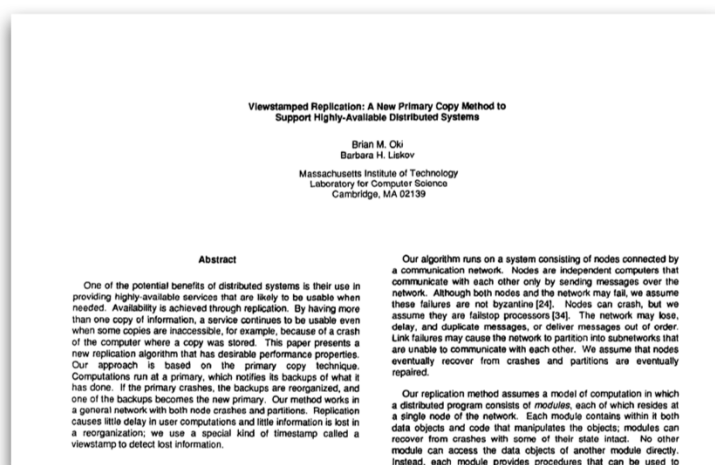 Viewstamped Replication: A New Primary Copy Method to
Support Highly-Available Distributed Systems
Brian M. Oki
Barbara H. Liskov
Massachusetts Institute of Technology
Laboratory for Computer Science
Cambridge, MA 02139
Abstract
One of the potential benefits of distributed systems is their use in
providing highly-available services that are likely to be usable when
needed. Availability is achieved through replication. By having more
than one copy of information, a service continues to be usable even
when some copies are inaccessible, for example, because of a crash
of the computer where a copy was stored. This paper presents a
new replication algorithm that has desirable performance properties.
Our approach is based on the primary copy technique.
Computations run at a primary, which notifies its backups of what it
has done. If the primary crashes, the backups are reorganized, and
one of the backups becomes the new primary. Our method works in
a general network with both node crashes and partitions. Replication
causes little delay in user computations and little information is lost in
a reorganization; we use a special kind of timestamp called a
viewstamp to detect lost information.
Our algorithm runs on a system consisting of nodes connected by
a communication network. Nodes are independent computers that
communicate with each other only by sending messages over the
network. Although both nodes and the network may fail, we assume
these failures are not byzantine [24]. Nodes can crash, but we
assume they are failstop processors [34]. The network may lose,
delay, and duplicate messages, or deliver messages out of order.
Link failures may cause the network to partition into subnetworks that
are unable to communicate with each other. We assume that nodes
eventually recover from crashes and partitions are eventually
repaired.
Our replication method assumes a model of computation in which
a distributed program consists of modules, each of which resides at
a single node of the network. Each module contains within it both
data objects and code that manipulates the objects; modules can
recover from crashes with some of their state intact. No other
module can access the data objects of another module directly.
Instead, each module provides procedures that can be used to